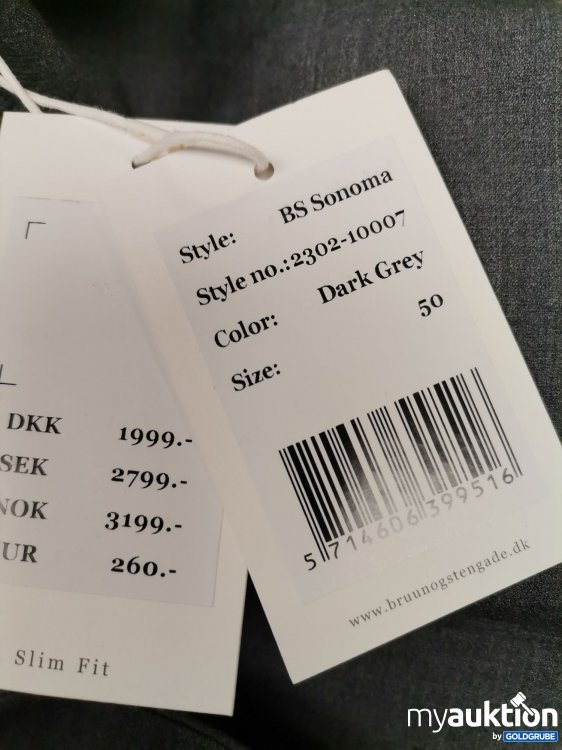 DKK 1999.-
SEK 2799.-
NOK 3199.-
UR 260.-
Slim Fit
Style: BS Sonoma
Style no.: 2302-10007
Color: Dark Grey
Size: 50
5 714606 399516
www.bruunogstengade.dk
myauktion
by GOLDGRUBE